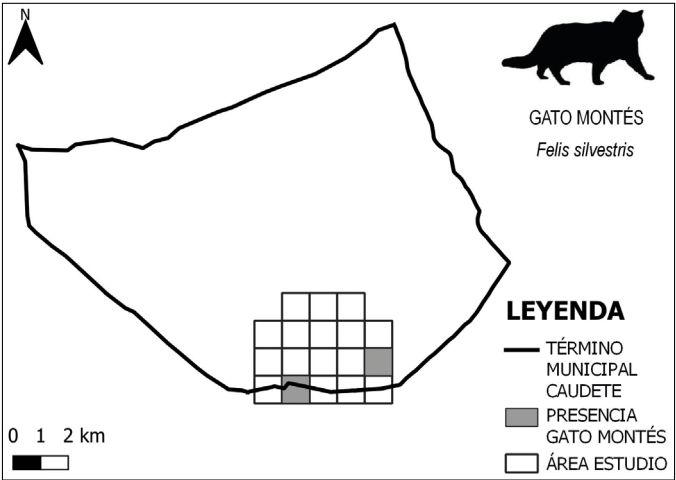 N
GATO MONTÉS
Felis silvestris
LEYENDA
TÉRMINO
MUNICIPAL
CAUDETE
PRESENCIA
GATO MONTÉS
ÁREA ESTUDIO
0 1 2 km